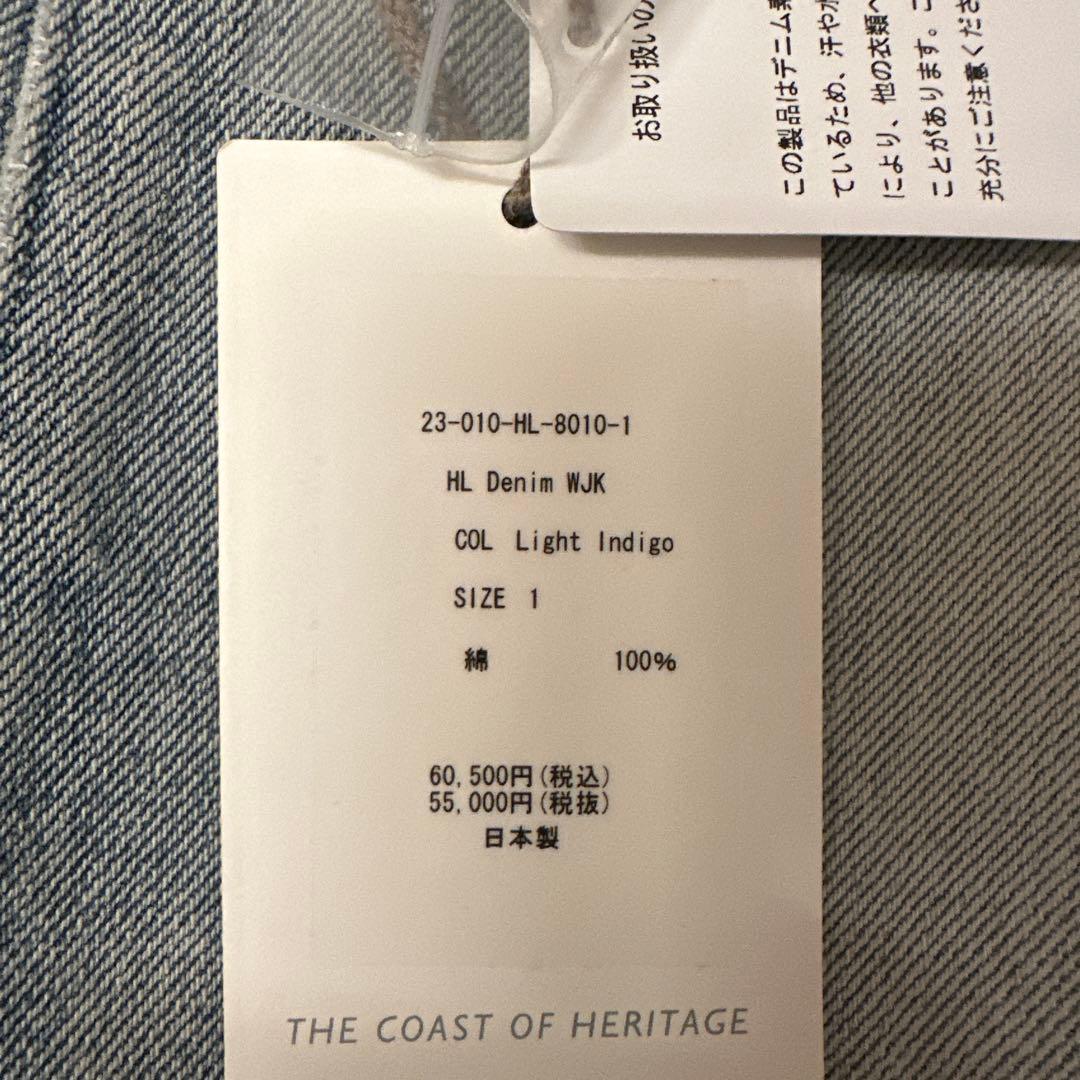 23-010-HL-8010-1
HL Denim WJK
COL Light Indigo
SIZE 1
綿 100%
60,500円(税込)
55,000円(税抜)
日本製
THE COAST OF HERITAGE
お取り扱いの
この製品はデニム素
ているため、汗や
により、他の衣類へ
ことがあります。
充分にご注意くださ